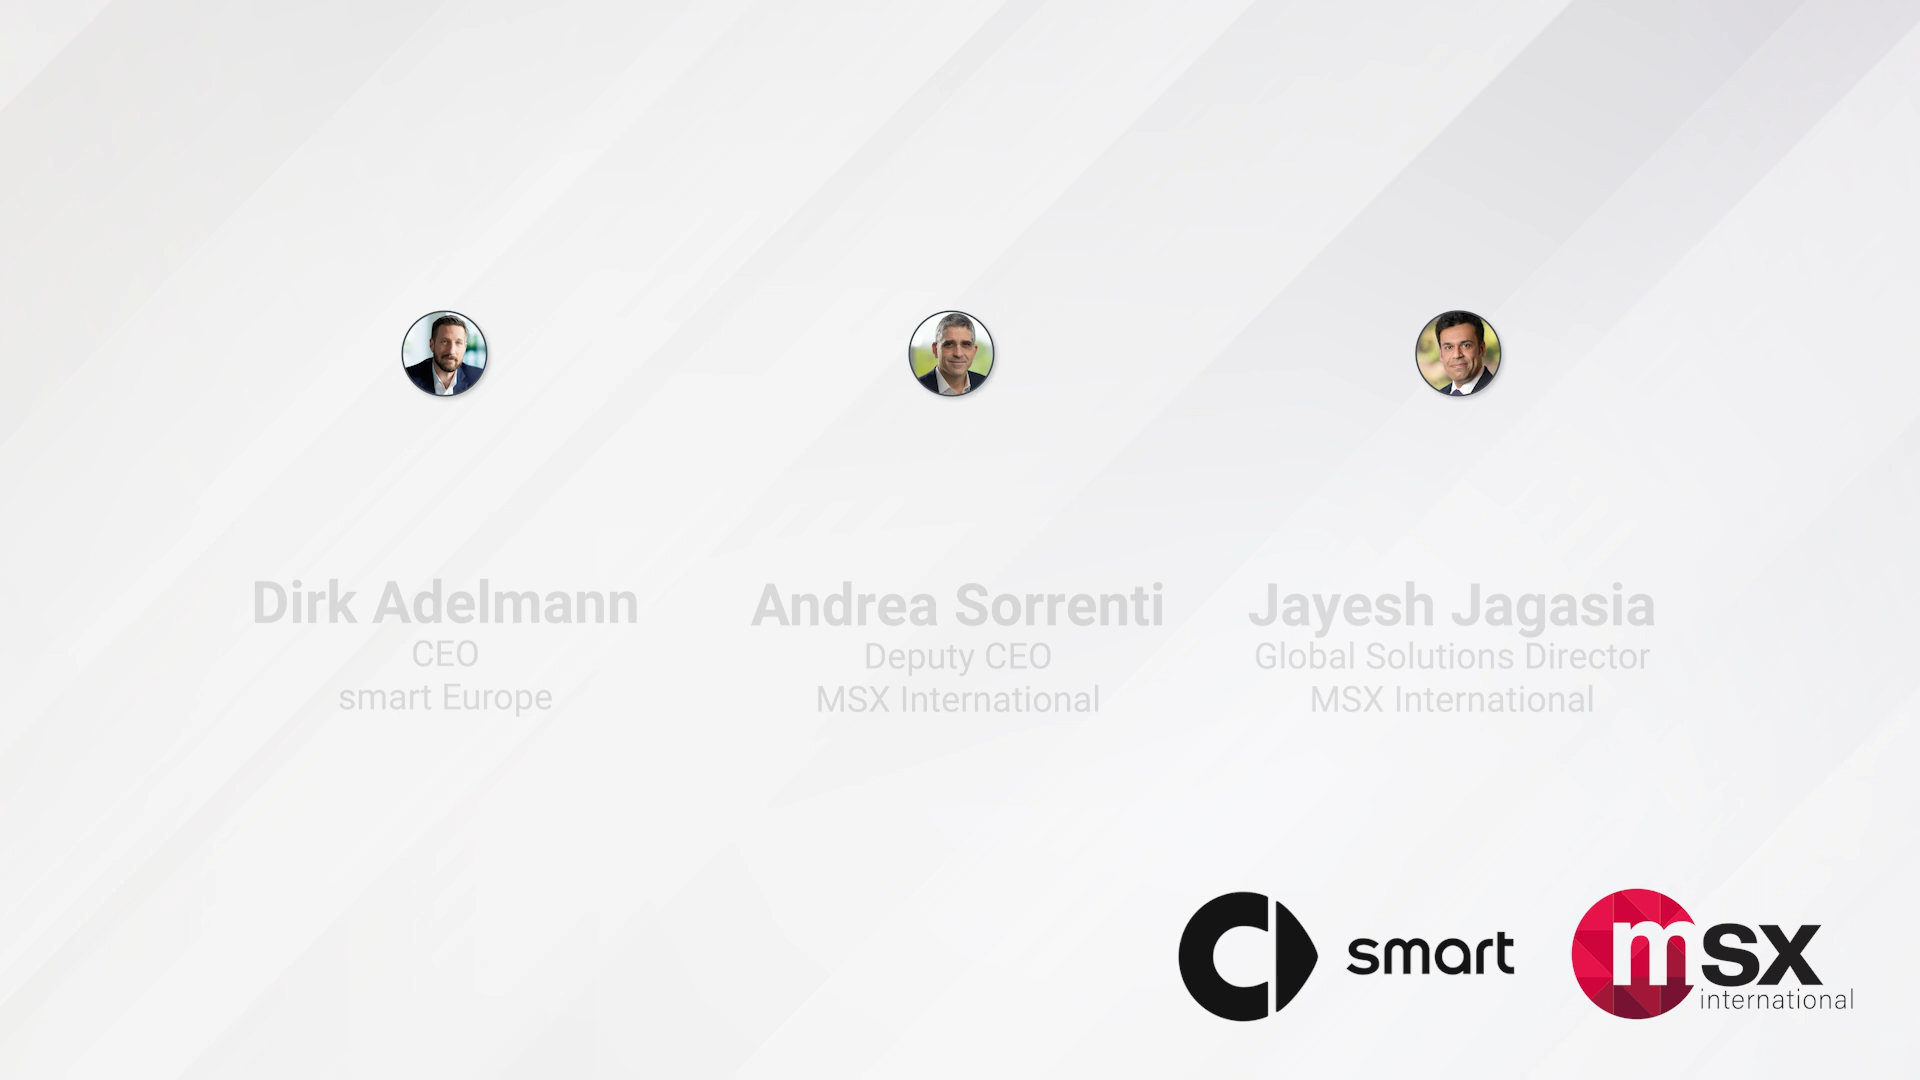 Dirk Adelmann
CEO
smart Europe
Andrea Sorrenti
Deputy CEO
MSX International
Jayesh Jagasia
Global Solutions Director
MSX International
smart
msx
international